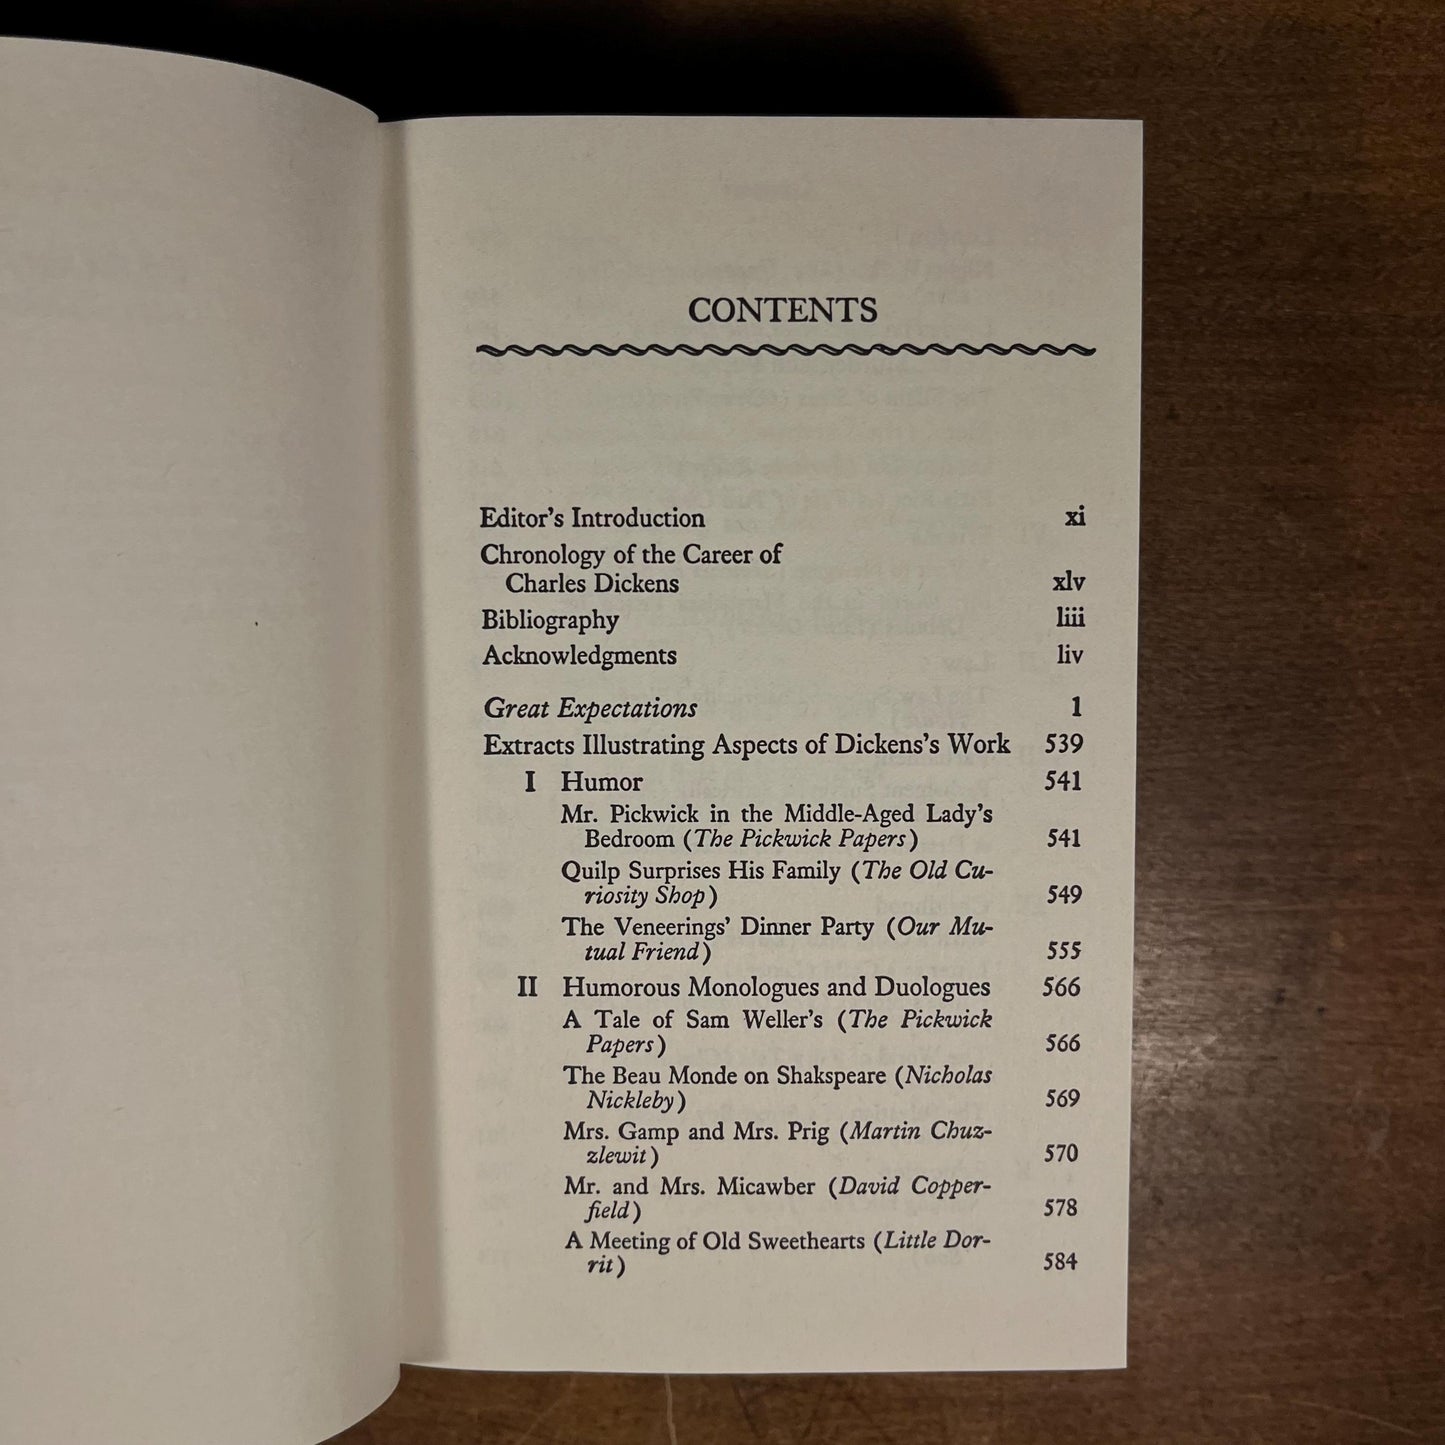 CONTENTS
Editor's Introduction xi
Chronology of the Career of
Charles Dickens xlv
Bibliography liii
Acknowledgments liv
Great Expectations 1
Extracts Illustrating Aspects of Dickens's Work 539
I Humor 541
Mr. Pickwick in the Middle-Aged Lady's
Bedroom (The Pickwick Papers) 541
Quilp Surprises His Family (The Old Cu-
riosity Shop) 549
The Veneerings' Dinner Party (Our Mu-
tual Friend) 555
II Humorous Monologues and Duologues 566
A Tale of Sam Weller's (The Pickwick
Papers) 566
The Beau Monde on Shakspeare (Nicholas
Nickleby) 569
Mrs. Gamp and Mrs. Prig (Martin Chuz-
zlewit) 570
Mr. and Mrs. Micawber (David Copper-
field) 578
A Meeting of Old Sweethearts (Little Dor-
rit) 584